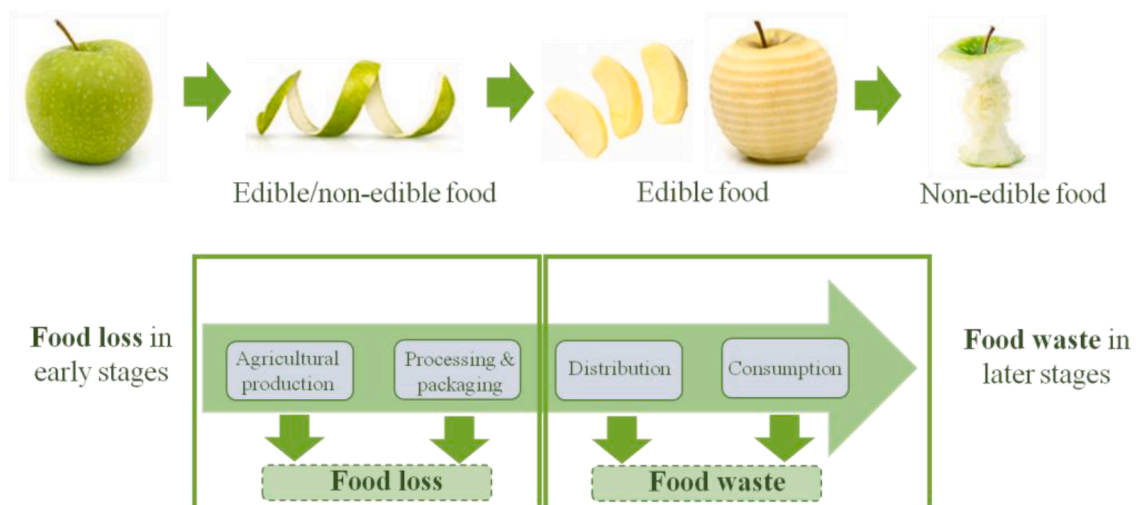 Edible/non-edible food
Edible food
Non-edible food
Food loss in
early stages
Agricultural
production
Processing &
packaging
Distribution
Consumption
Food waste in
later stages
Food loss
Food waste